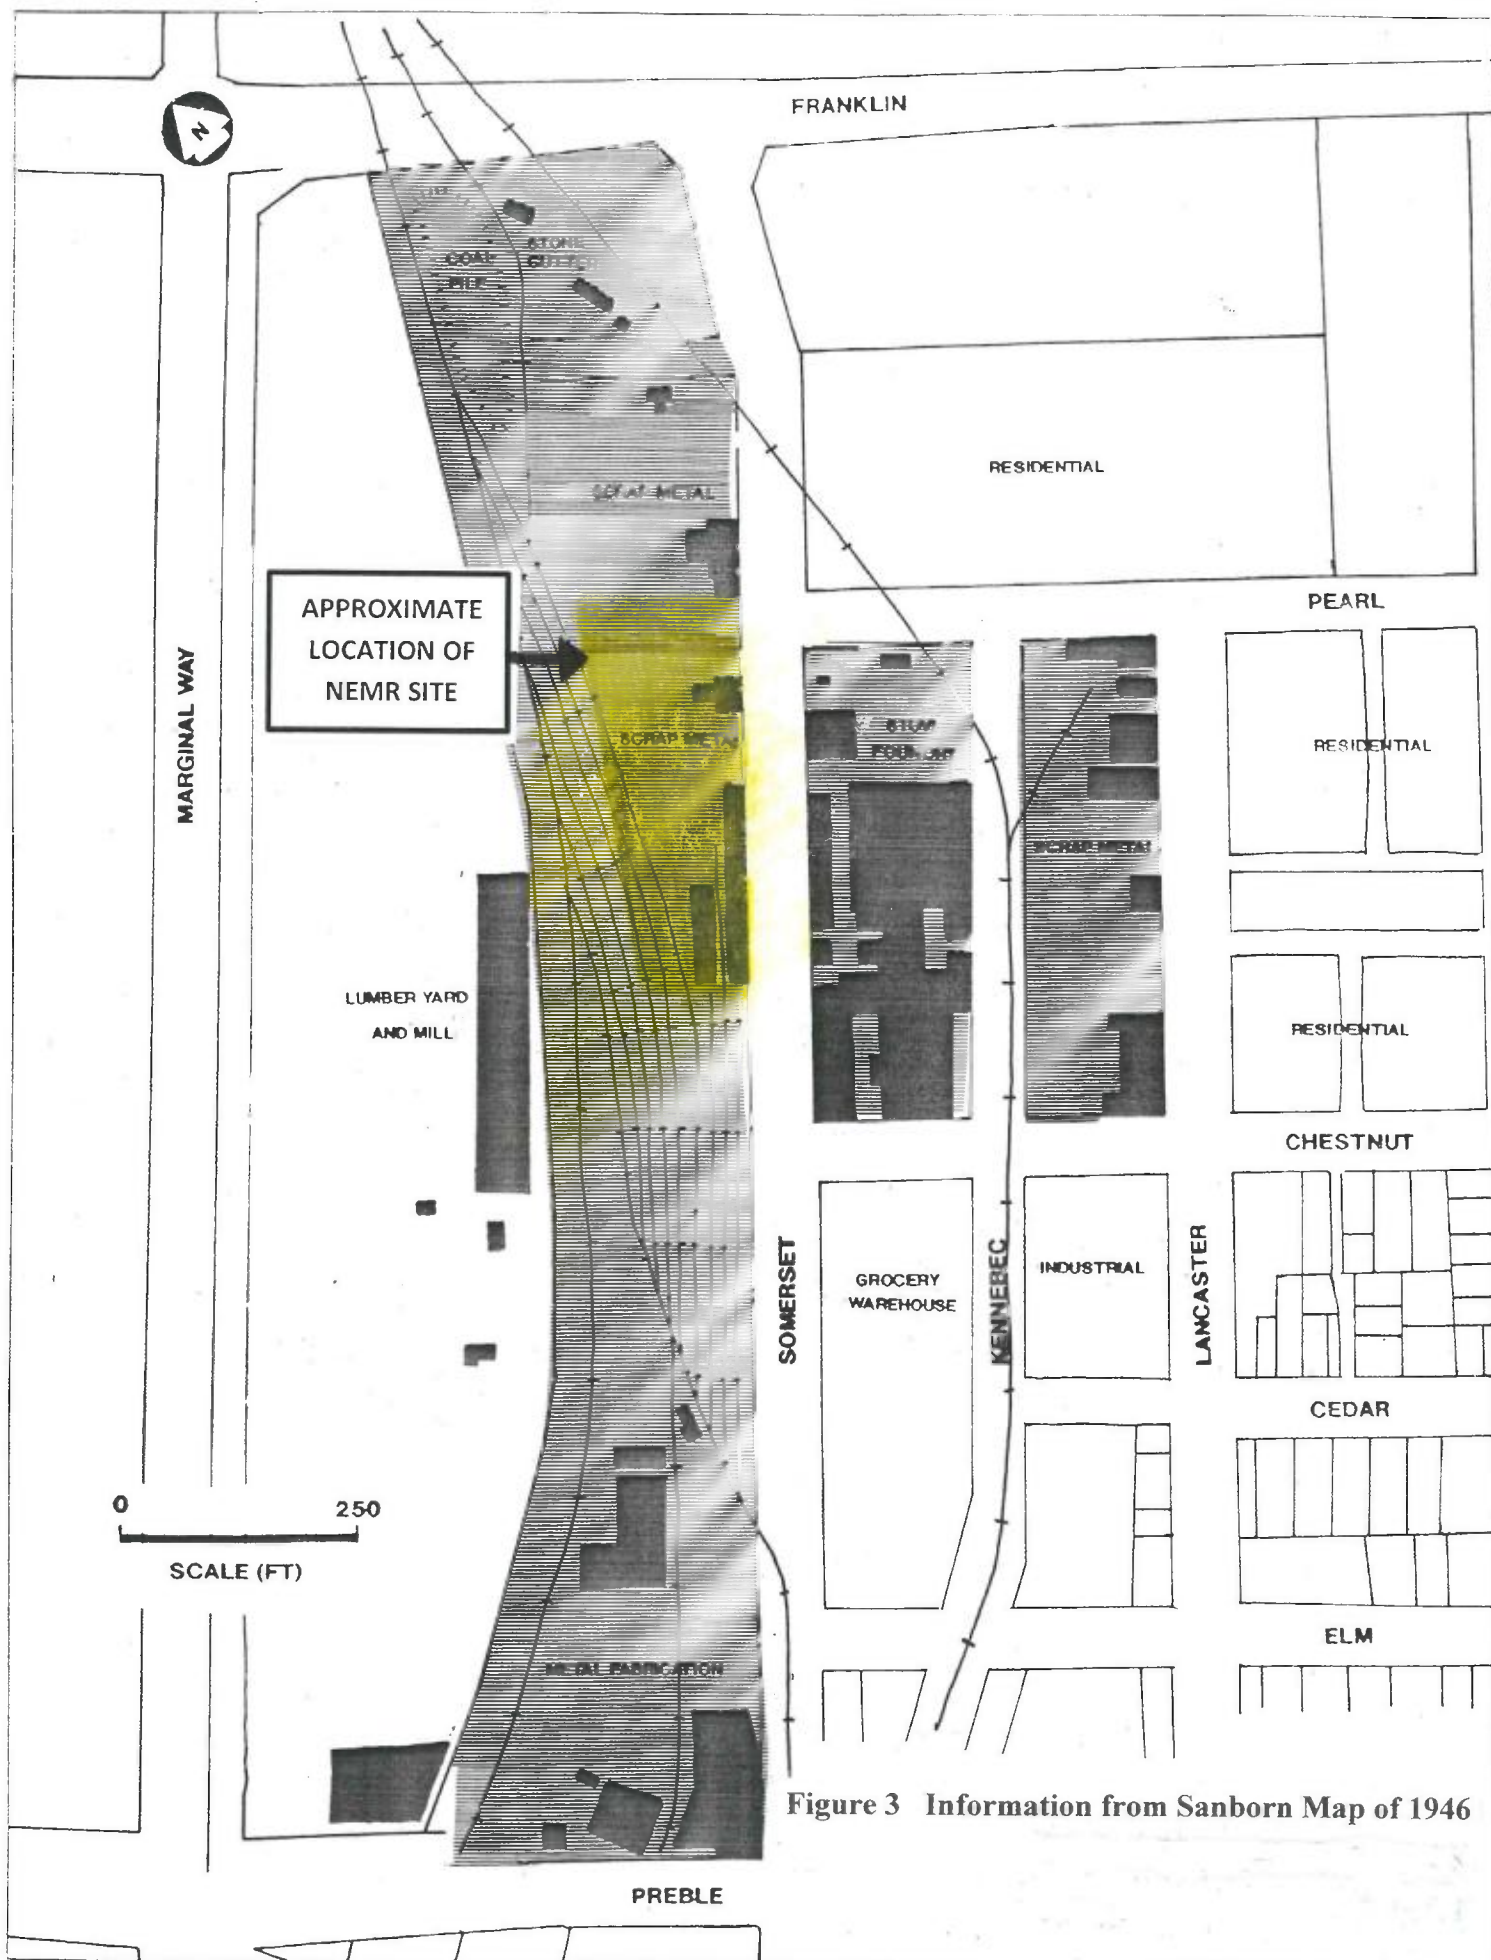 FRANKLIN
N
STONE
COAL
PILE
RESIDENTIAL
SCRAP METAL
APPROXIMATE
LOCATION OF
NEMR SITE
PEARL
MARGINAL WAY
SCRAP METAL
RESIDENTIAL
SCRAP METAL
LUMBER YARD
AND MILL
RESIDENTIAL
CHESTNUT
SOMERSET
GROCERY
WAREHOUSE
KENNEBEC
INDUSTRIAL
LANCASTER
CEDAR
0 250
SCALE (FT)
ELM
METAL FABRICATION
Figure 3 Information from Sanborn Map of 1946
PREBLE